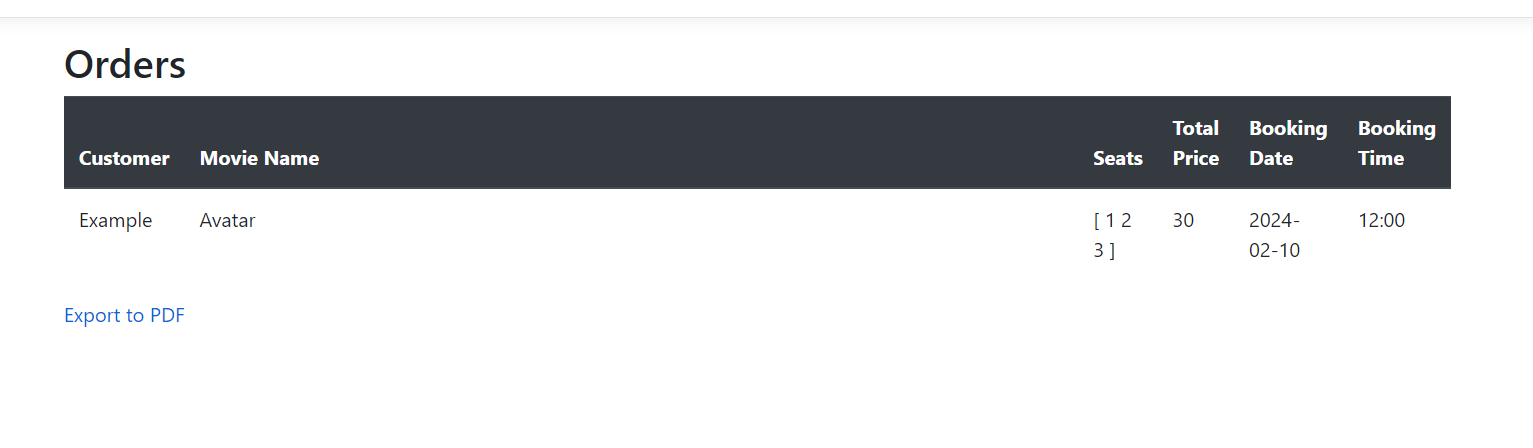 Orders
Customer Movie Name Seats Total Price Booking Date Booking Time
Example Avatar [ 1 2 3 ] 30 2024-02-10 12:00
Export to PDF